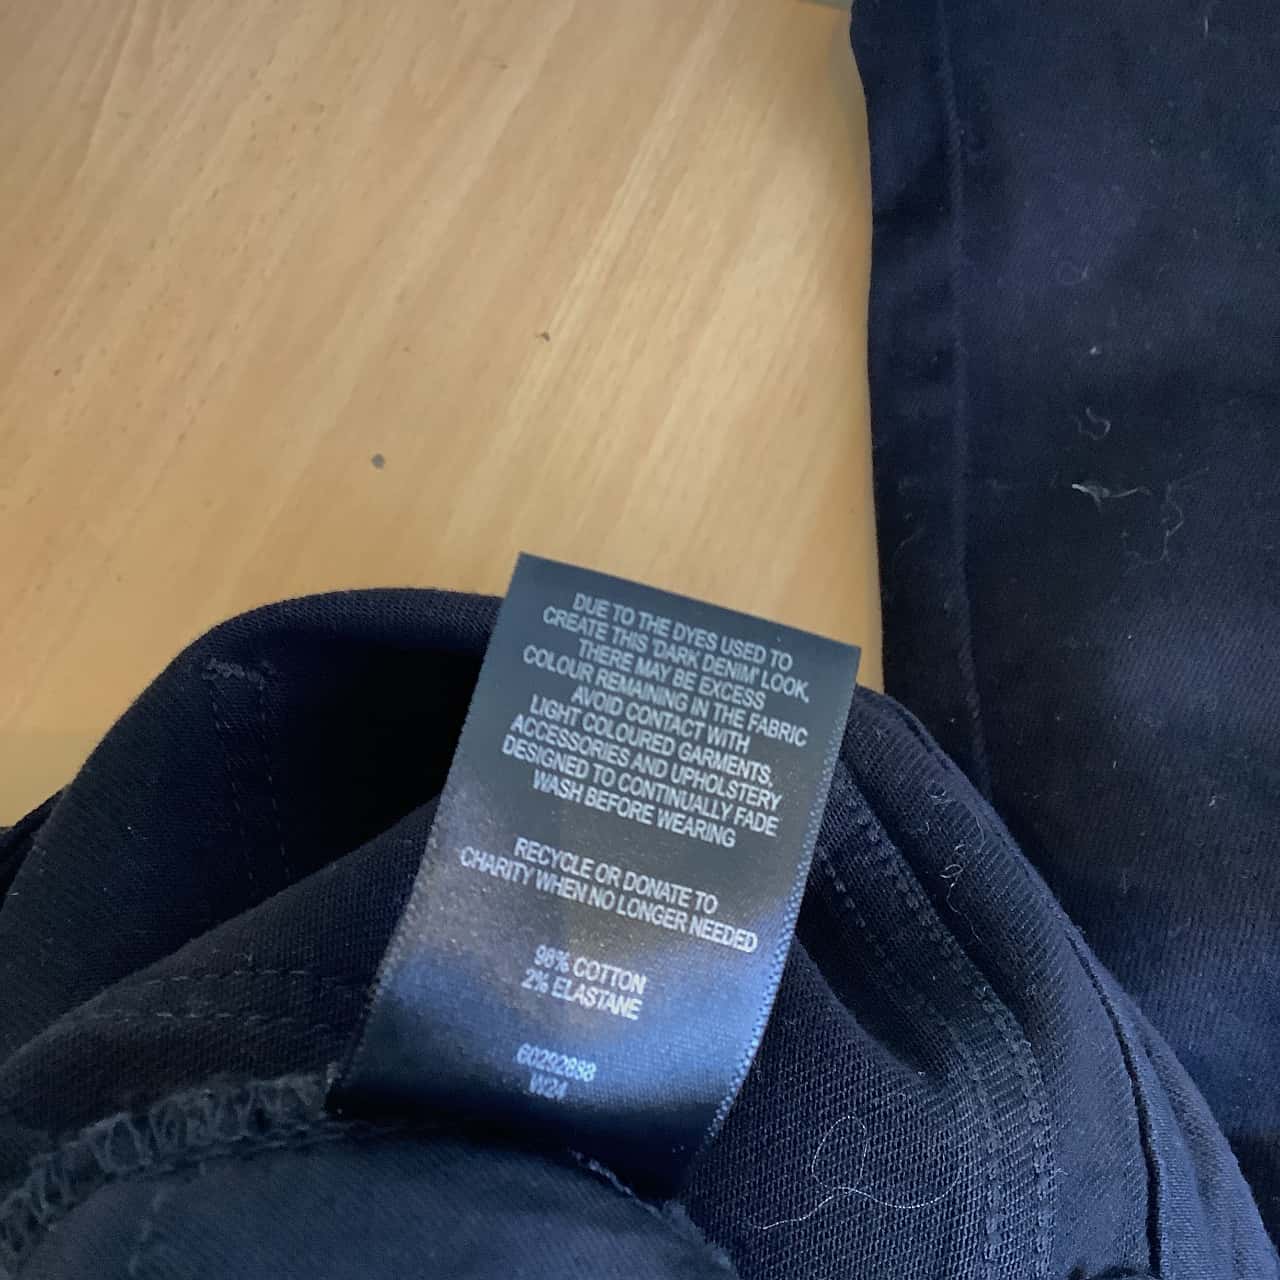 DUE TO THE DYES USED TO
CREATE THIS 'DARK DENIM' LOOK,
THERE MAY BE EXCESS
COLOUR REMAINING IN THE FABRIC
AVOID CONTACT WITH
LIGHT COLOURED GARMENTS,
ACCESSORIES AND UPHOLSTERY
DESIGNED TO CONTINUALLY FADE
WASH BEFORE WEARING
RECYCLE OR DONATE TO
CHARITY WHEN NO LONGER NEEDED
98% COTTON
2% ELASTANE
60292888
W24